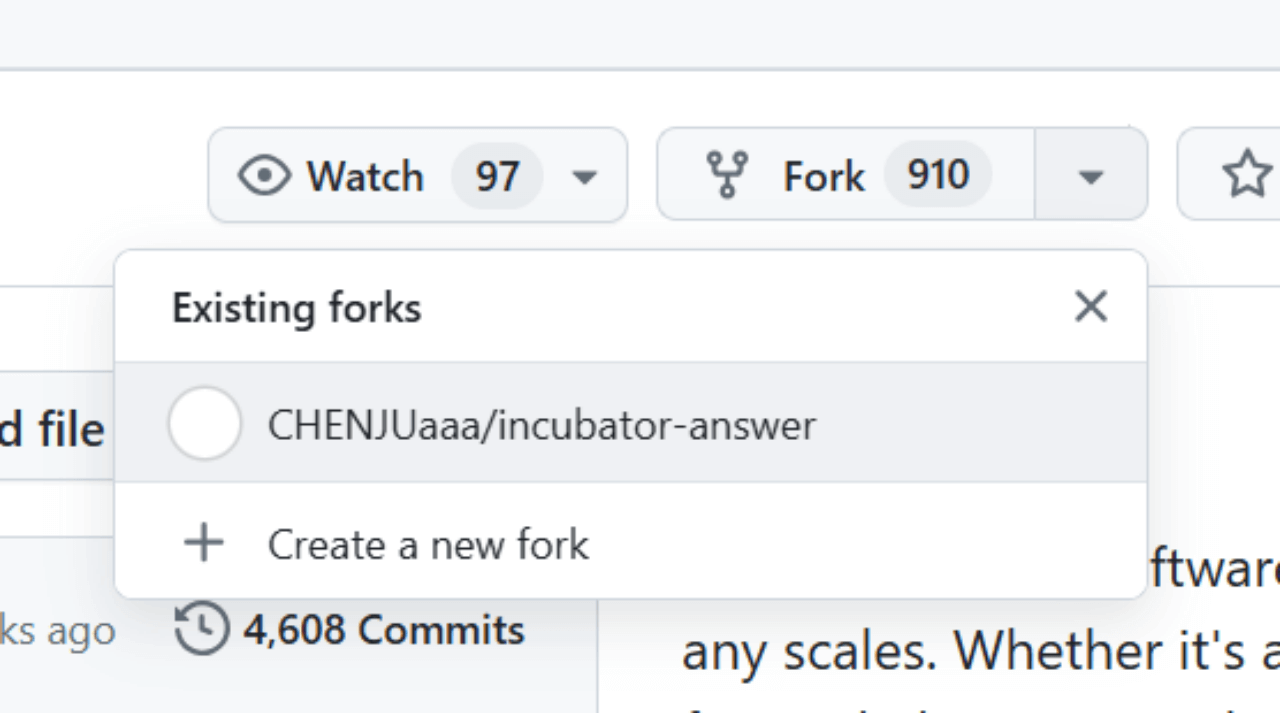 Watch 97
Fork 910
Existing forks
CHENJUaaa/incubator-answer
d file
Create a new fork
ks ago
4,608 Commits
ftware
any scales. Whether it's a